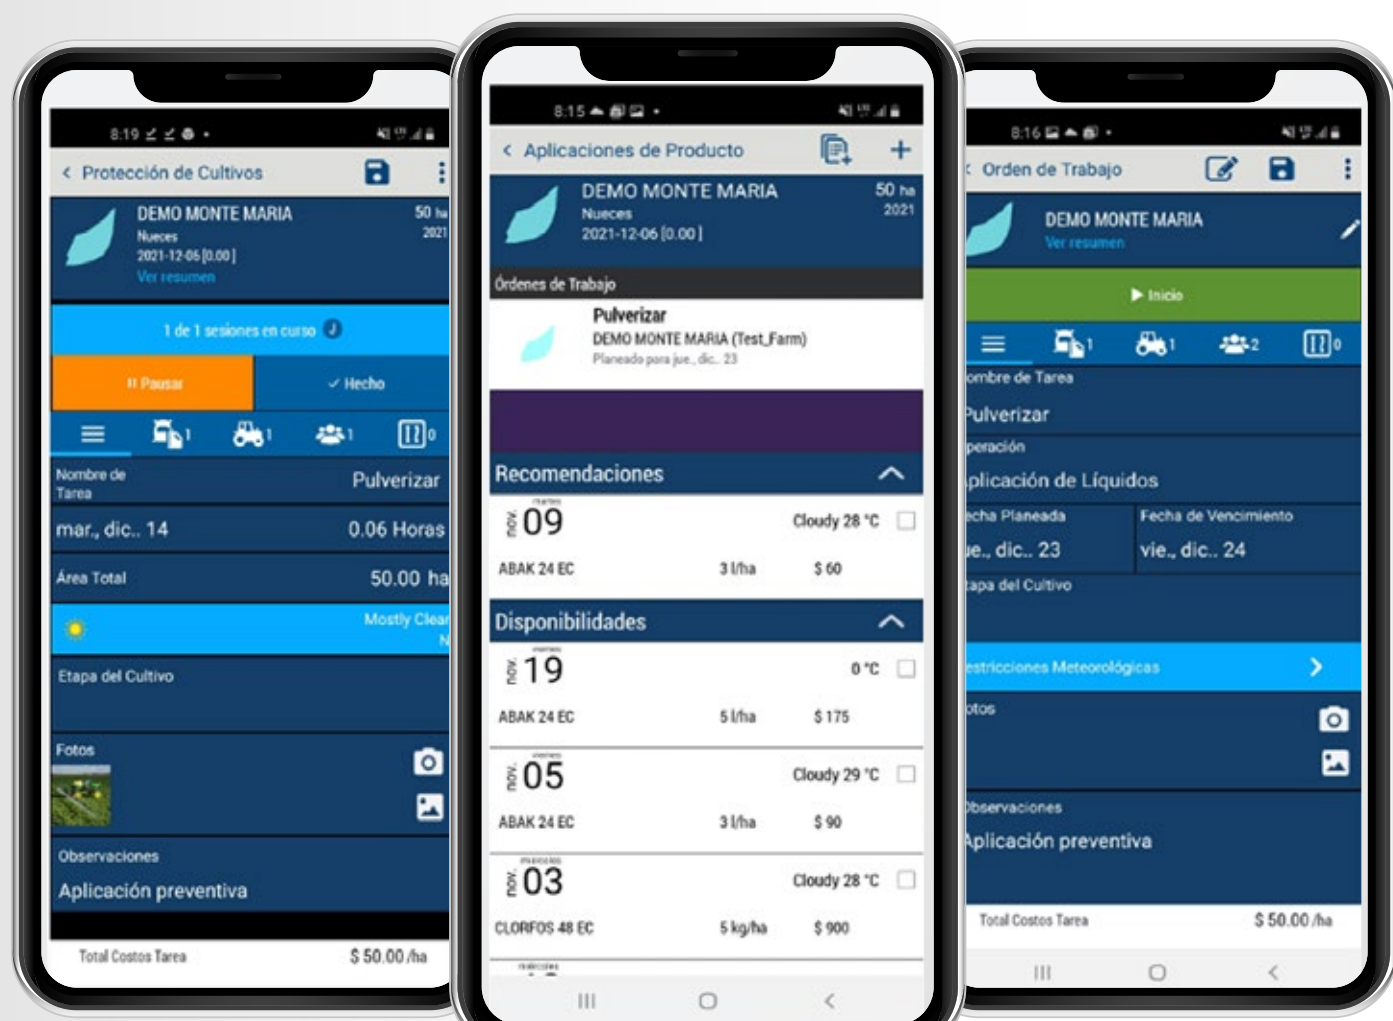 8:19
< Protección de Cultivos
DEMO MONTE MARIA
50 ha
Nueces
2021
2021-12-06 [0.00 ]
Ver resumen
1 de 1 sesiones en curso
Pausar
Hecho
1
1
1
0
Nombre de
Tarea
Pulverizar
mar., dic.. 14
0.06 Horas
Área Total
50.00 ha
Mostly Clear
N
Etapa del Cultivo
Fotos
Observaciones
Aplicación preventiva
Total Costos Tarea
$ 50.00 /ha
8:15
< Aplicaciones de Producto
DEMO MONTE MARIA
50 ha
Nueces
2021
2021-12-06 [0.00 ]
Órdenes de Trabajo
Pulverizar
DEMO MONTE MARIA (Test_Farm)
Planeado para jue., dic.. 23
Recomendaciones
martes
nov. 09
Cloudy 28 °C
ABAK 24 EC 3 l/ha $ 60
Disponibilidades
viernes
nov. 19
0 °C
ABAK 24 EC 5 l/ha $ 175
viernes
nov. 05
Cloudy 29 °C
ABAK 24 EC 3 l/ha $ 90
miércoles
nov. 03
Cloudy 28 °C
CLORFOS 48 EC 5 kg/ha $ 900
miércoles
8:16
< Orden de Trabajo
DEMO MONTE MARIA
Ver resumen
Inicio
1
1
2
0
ombre de Tarea
Pulverizar
peración
plicación de Líquidos
echa Planeada
Fecha de Vencimiento
ue., dic.. 23
vie., dic.. 24
tapa del Cultivo
estricciones Meteorológicas
otos
Observaciones
Aplicación preventiva
Total Costos Tarea
$ 50.00 /ha